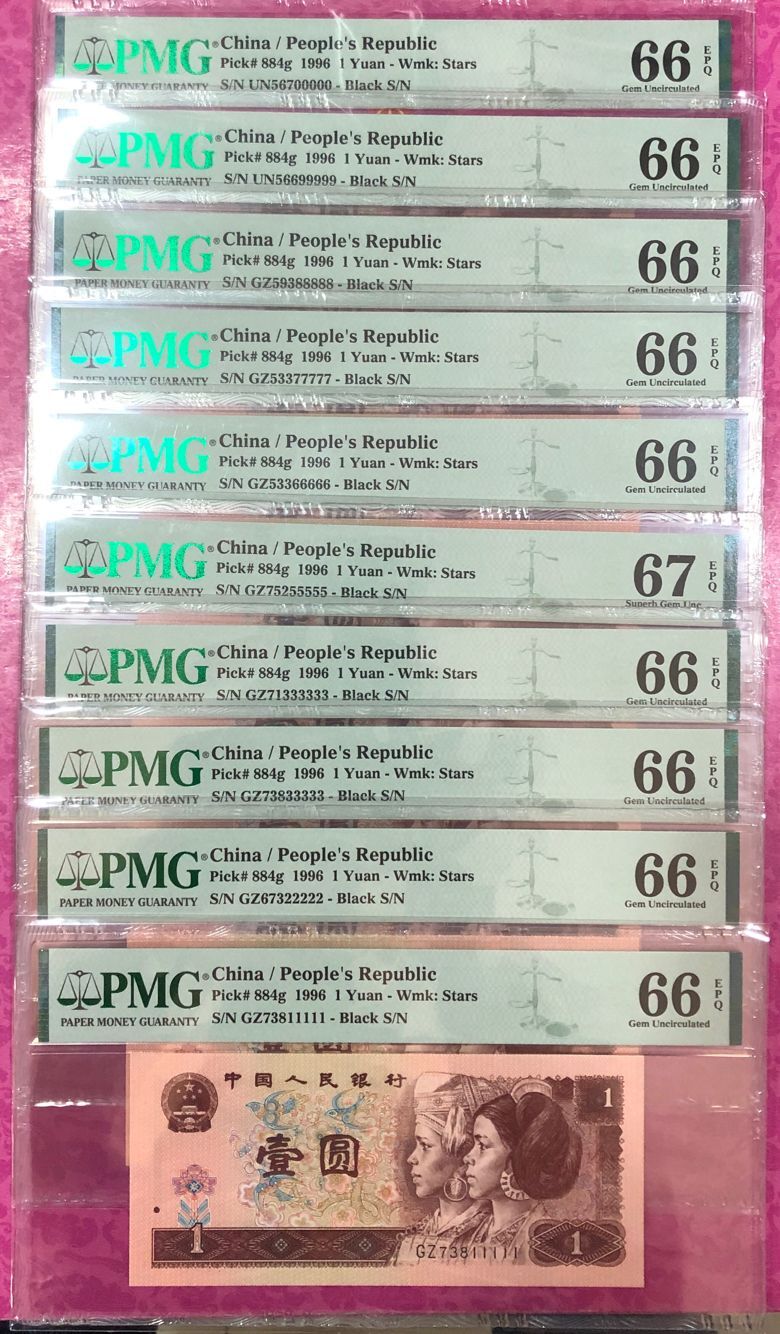 PMG® China / People's Republic 66 EPQ
Pick# 884g 1996 1 Yuan - Wmk: Stars
PAPER MONEY GUARANTY S/N UN56700000 - Black S/N Gem Uncirculated
PMG® China / People's Republic 66 EPQ
Pick# 884g 1996 1 Yuan - Wmk: Stars
PAPER MONEY GUARANTY S/N UN56699999 - Black S/N Gem Uncirculated
PMG® China / People's Republic 66 EPQ
Pick# 884g 1996 1 Yuan - Wmk: Stars
PAPER MONEY GUARANTY S/N GZ59388888 - Black S/N Gem Uncirculated
PMG® China / People's Republic 66 EPQ
Pick# 884g 1996 1 Yuan - Wmk: Stars
PAPER MONEY GUARANTY S/N GZ53377777 - Black S/N Gem Uncirculated
PMG® China / People's Republic 66 EPQ
Pick# 884g 1996 1 Yuan - Wmk: Stars
PAPER MONEY GUARANTY S/N GZ53366666 - Black S/N Gem Uncirculated
PMG® China / People's Republic 67 EPQ
Pick# 884g 1996 1 Yuan - Wmk: Stars
PAPER MONEY GUARANTY S/N GZ75255555 - Black S/N Superb Gem Unc
PMG® China / People's Republic 66 EPQ
Pick# 884g 1996 1 Yuan - Wmk: Stars
PAPER MONEY GUARANTY S/N GZ71333333 - Black S/N Gem Uncirculated
PMG® China / People's Republic 66 EPQ
Pick# 884g 1996 1 Yuan - Wmk: Stars
PAPER MONEY GUARANTY S/N GZ73833333 - Black S/N Gem Uncirculated
PMG® China / People's Republic 66 EPQ
Pick# 884g 1996 1 Yuan - Wmk: Stars
PAPER MONEY GUARANTY S/N GZ67322222 - Black S/N Gem Uncirculated
PMG® China / People's Republic 66 EPQ
Pick# 884g 1996 1 Yuan - Wmk: Stars
PAPER MONEY GUARANTY S/N GZ73811111 - Black S/N Gem Uncirculated
中国人民银行 1
壹圆
1 GZ73811111 1